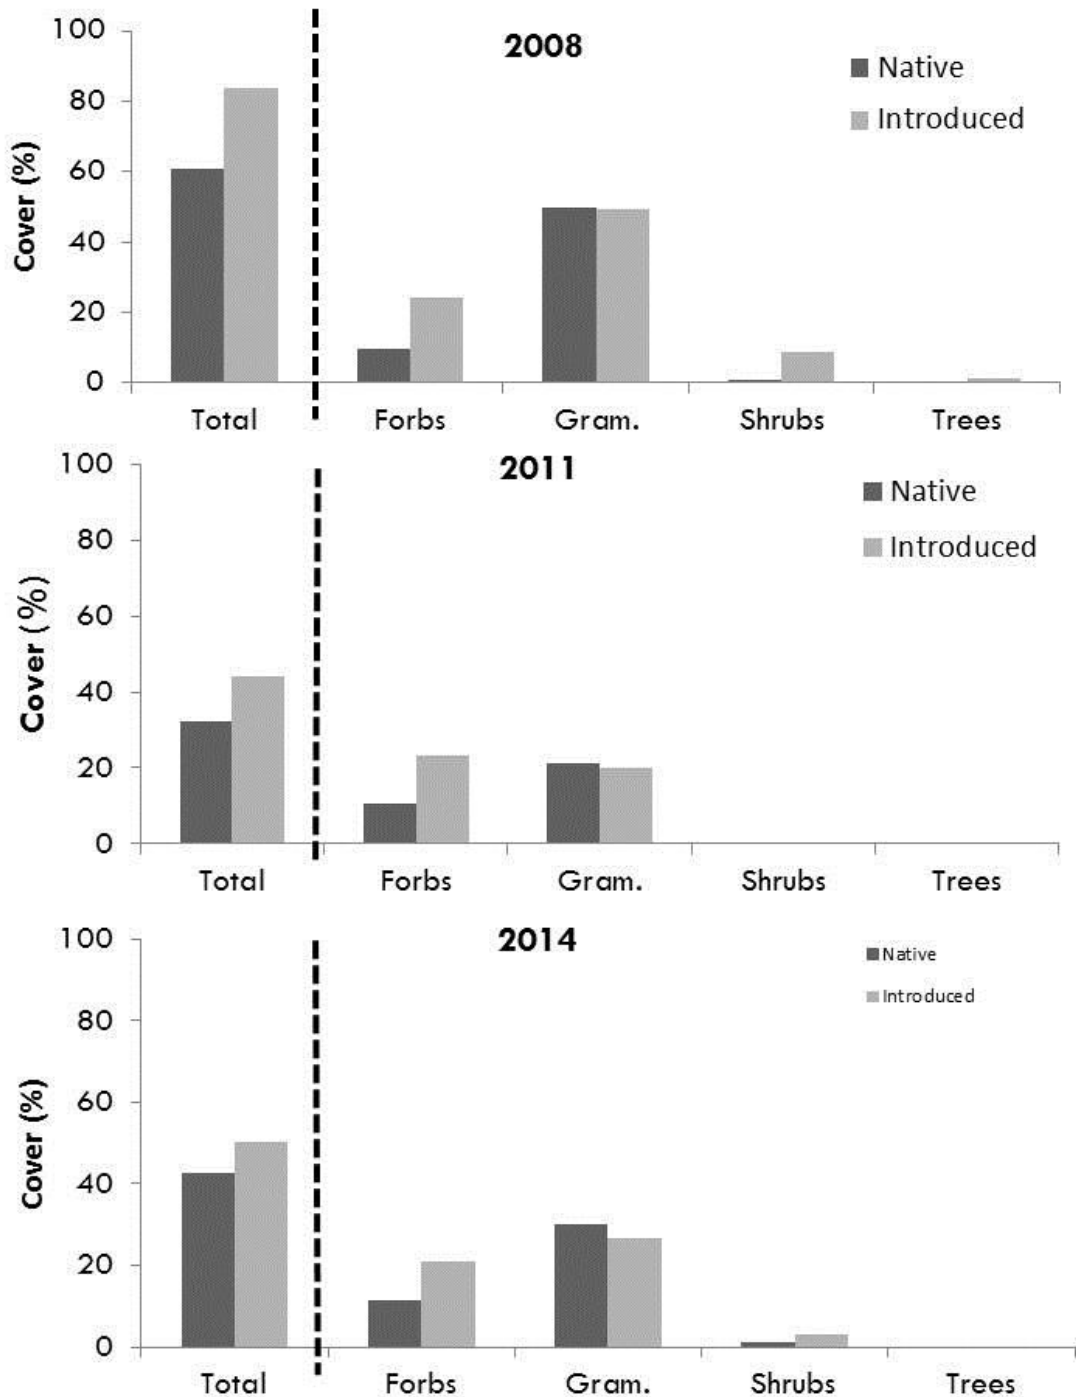 2008
Native
Introduced
Cover (%)
100
80
60
40
20
0
Total Forbs Gram. Shrubs Trees
2011
Native
Introduced
Cover (%)
100
80
60
40
20
0
Total Forbs Gram. Shrubs Trees
2014
Native
Introduced
Cover (%)
100
80
60
40
20
0
Total Forbs Gram. Shrubs Trees